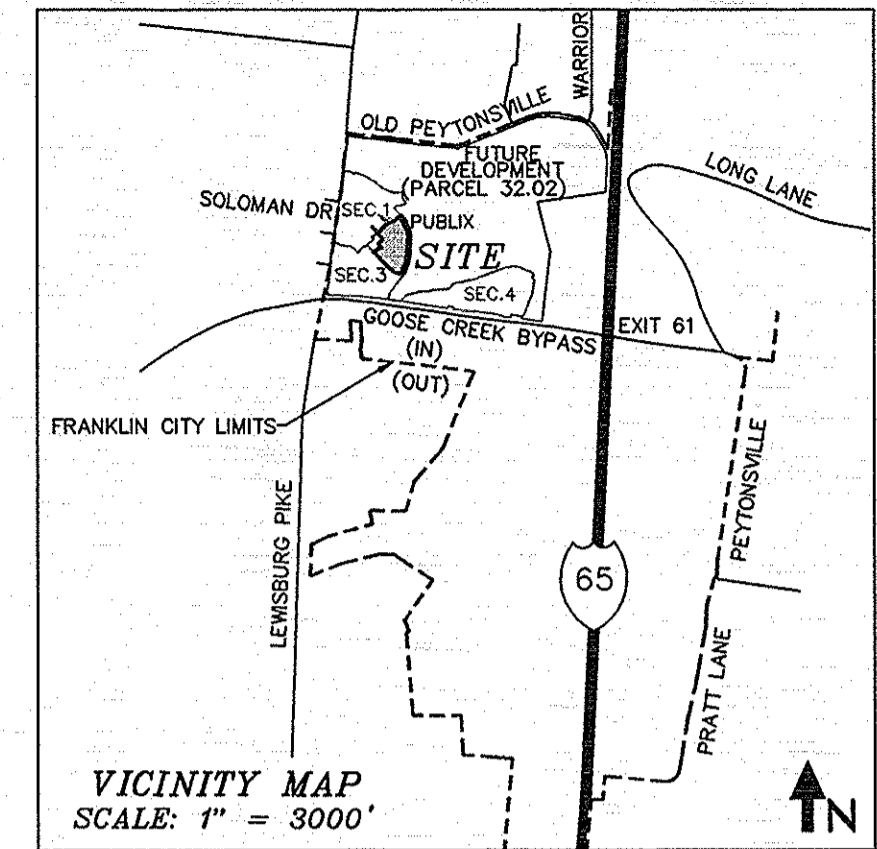 WARRIOR
OLD PEYTONSVILLE
FUTURE
DEVELOPMENT
(PARCEL 32.02)
LONG LANE
SOLOMAN DR
SEC.1
PUBLIX
SITE
SEC.3
SEC.4
GOOSE CREEK BYPASS
EXIT 61
(IN)
(OUT)
FRANKLIN CITY LIMITS
LEWISBURG PIKE
PEYTONSVILLE
65
PRATT LANE
VICINITY MAP
SCALE: 1" = 3000'
N